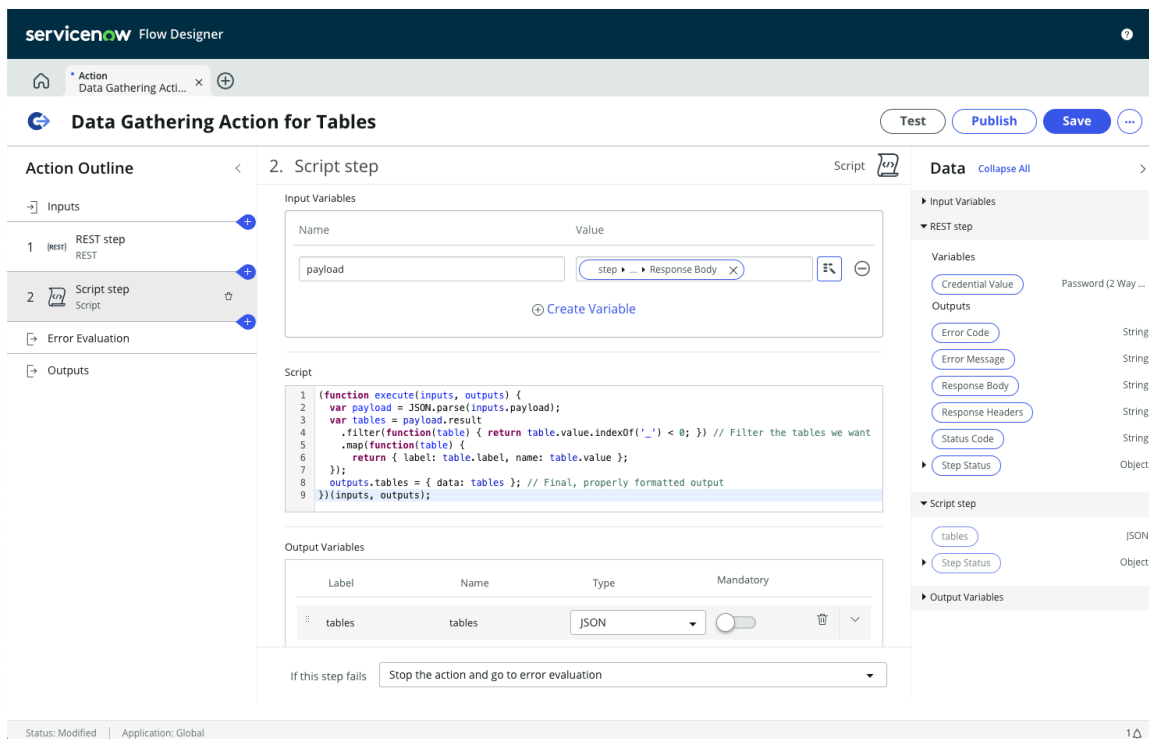 servicenow Flow Designer
?
Action
Data Gathering Acti... ×
Data Gathering Action for Tables
Test
Publish
Save
...
Action Outline
Inputs
1 {REST} REST step
REST
2 Script step
Script
Error Evaluation
Outputs
2. Script step
Script
Input Variables
Name Value
payload step ▸ ... ▸ Response Body ×
Create Variable
Script
1 (function execute(inputs, outputs) {
2 var payload = JSON.parse(inputs.payload);
3 var tables = payload.result
4 .filter(function(table) { return table.value.indexOf('_') < 0; }) // Filter the tables we want
5 .map(function(table) {
6 return { label: table.label, name: table.value };
7 });
8 outputs.tables = { data: tables }; // Final, properly formatted output
9 })(inputs, outputs);
Output Variables
Label Name Type Mandatory
tables tables JSON
If this step fails Stop the action and go to error evaluation
Data Collapse All
Input Variables
REST step
Variables
Credential Value Password (2 Way ...
Outputs
Error Code String
Error Message String
Response Body String
Response Headers String
Status Code String
Step Status Object
Script step
tables JSON
Step Status Object
Output Variables
Status: Modified | Application: Global
1